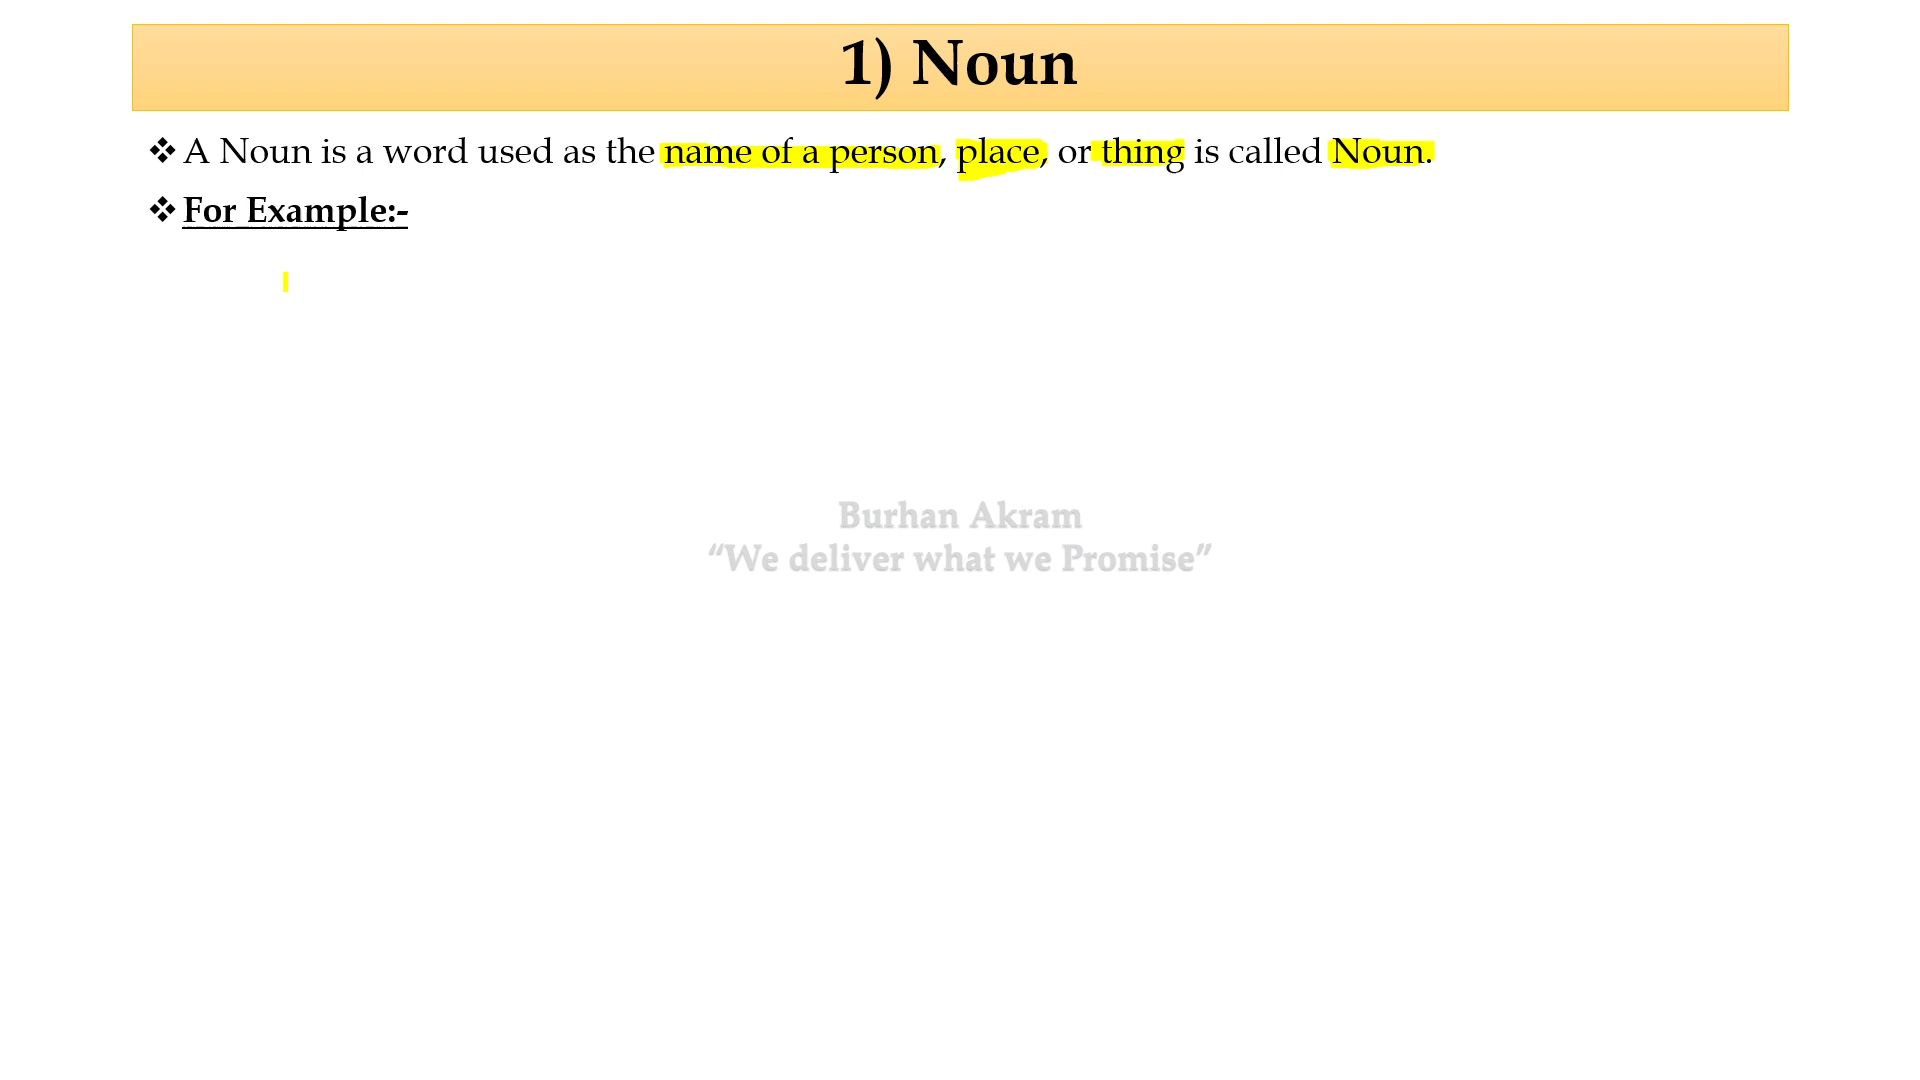 1) Noun
❖ A Noun is a word used as the name of a person, place, or thing is called Noun.
❖ For Example:-
Burhan Akram
“We deliver what we Promise”